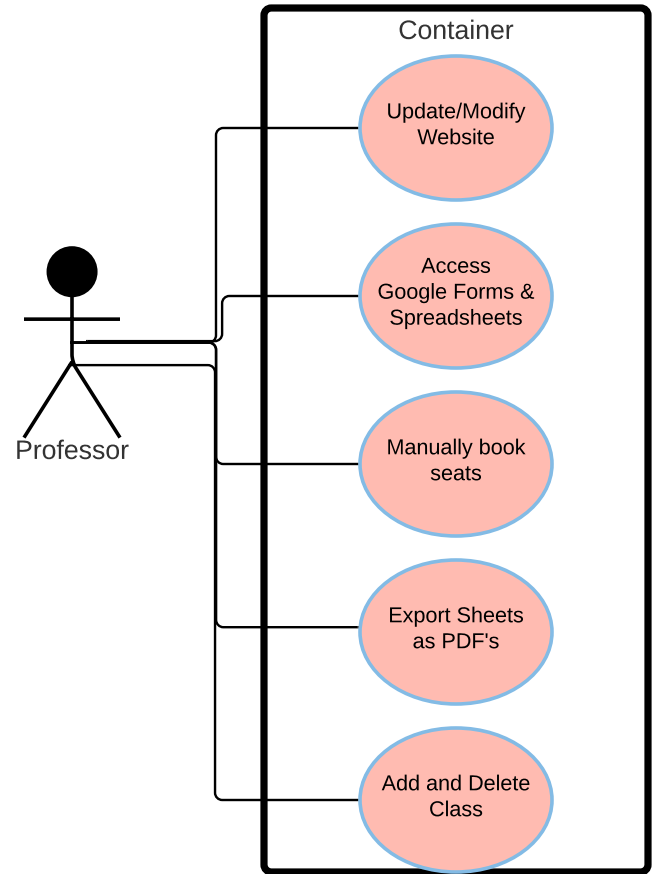 Container
Update/Modify
Website
Access
Google Forms &
Spreadsheets
Manually book
seats
Professor
Export Sheets
as PDF's
Add and Delete
Class